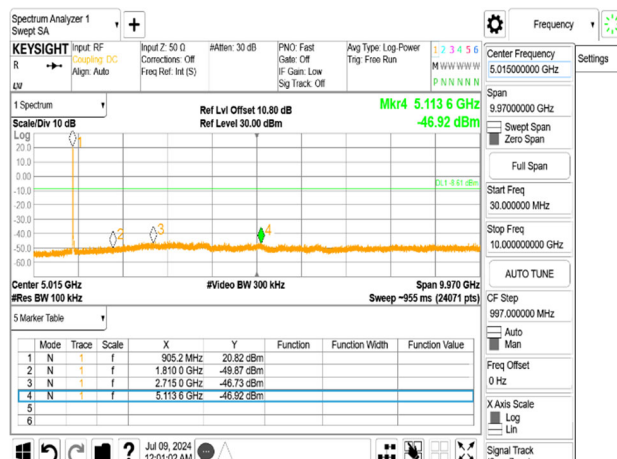 Spectrum Analyzer 1
Swept SA
Frequency
KEYSIGHT
Input: RF
Coupling: DC
Align: Auto
Input Z: 50 Ω
Corrections: Off
Freq Ref: Int (S)
#Atten: 30 dB
PNO: Fast
Gate: Off
IF Gain: Low
Sig Track: Off
Avg Type: Log-Power
Trig: Free Run
1 2 3 4 5 6
M W W W W W
P N N N N N
R
LXI
1 Spectrum
Scale/Div 10 dB
Ref Lvl Offset 10.80 dB
Ref Level 30.00 dBm
Mkr4 5.113 6 GHz
-46.92 dBm
Log
20.0
10.0
0.00
-10.0
-20.0
-30.0
-40.0
-50.0
-60.0
1
2
3
4
Center 5.015 GHz
#Res BW 100 kHz
#Video BW 300 kHz
Span 9.970 GHz
Sweep ~955 ms (24071 pts)
5 Marker Table
Mode Trace Scale X Y Function Function Width Function Value
1 N 1 f 905.2 MHz 20.82 dBm
2 N 1 f 1.810 0 GHz -49.87 dBm
3 N 1 f 2.715 0 GHz -46.73 dBm
4 N 1 f 5.113 6 GHz -46.92 dBm
5
6
Jul 09, 2024
12:01:02 AM
Center Frequency
5.015000000 GHz
Settings
Span
9.97000000 GHz
Swept Span
Zero Span
Full Span
Start Freq
30.000000 MHz
Stop Freq
10.00000000 GHz
AUTO TUNE
CF Step
997.000000 MHz
Auto
Man
Freq Offset
0 Hz
X Axis Scale
Log
Lin
Signal Track